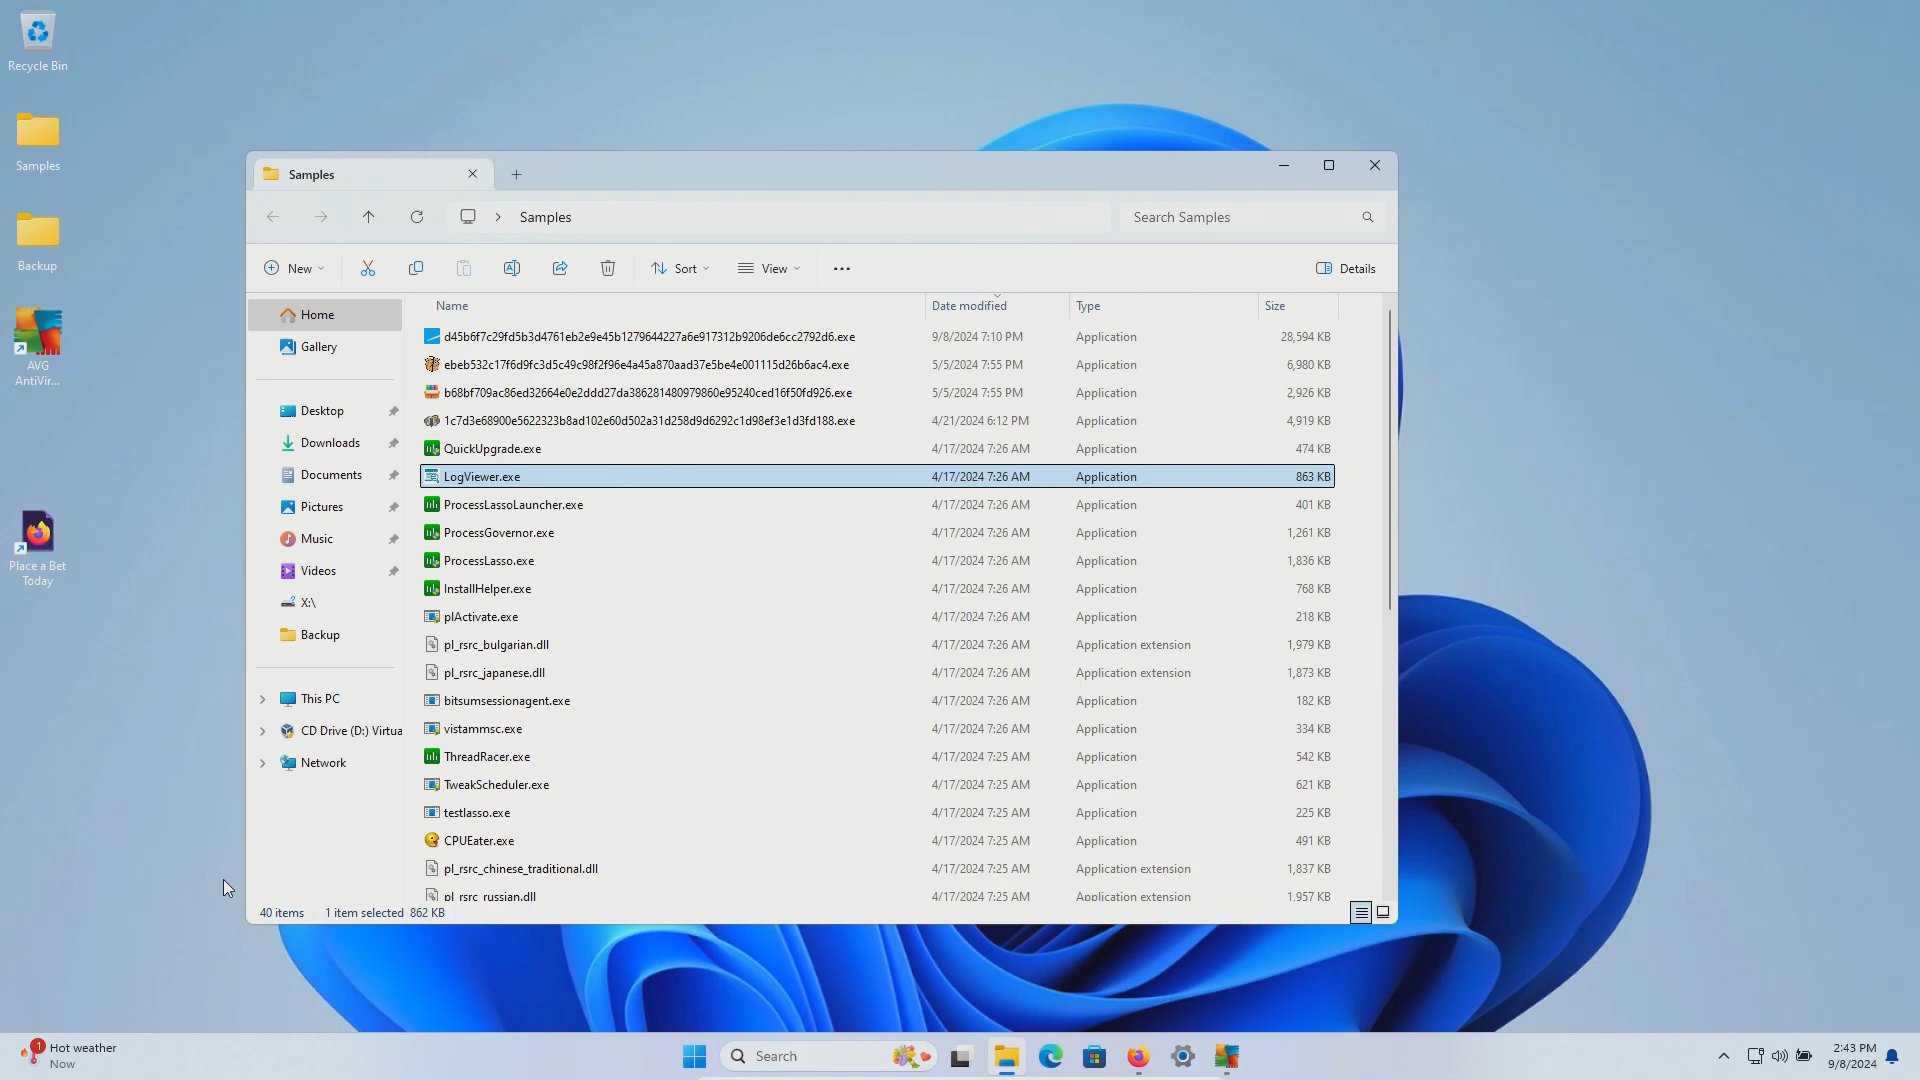 Recycle Bin
Samples
Backup
AVG
AntiVir...
Place a Bet
Today
Samples
Samples
Search Samples
New
Sort
View
Details
Home
Gallery
Desktop
Downloads
Documents
Pictures
Music
Videos
X:\
Backup
This PC
CD Drive (D:) Virtua
Network
Name Date modified Type Size
d45b6f7c29fd5b3d4761eb2e9e45b1279644227a6e917312b9206de6cc2792d6.exe 9/8/2024 7:10 PM Application 28,594 KB
ebeb532c17f6d9fc3d5c49c98f2f96e4a45a870aad37e5be4e001115d26b6ac4.exe 5/5/2024 7:55 PM Application 6,980 KB
b68bf709ac86ed32664e0e2ddd27da386281480979860e95240ced16f50fd926.exe 5/5/2024 7:55 PM Application 2,926 KB
1c7d3e68900e5622323b8ad102e60d502a31d258d9d6292c1d98ef3e1d3fd188.exe 4/21/2024 6:12 PM Application 4,919 KB
QuickUpgrade.exe 4/17/2024 7:26 AM Application 474 KB
LogViewer.exe 4/17/2024 7:26 AM Application 863 KB
ProcessLassoLauncher.exe 4/17/2024 7:26 AM Application 401 KB
ProcessGovernor.exe 4/17/2024 7:26 AM Application 1,261 KB
ProcessLasso.exe 4/17/2024 7:26 AM Application 1,836 KB
InstallHelper.exe 4/17/2024 7:26 AM Application 768 KB
plActivate.exe 4/17/2024 7:26 AM Application 218 KB
pl_rsrc_bulgarian.dll 4/17/2024 7:26 AM Application extension 1,979 KB
pl_rsrc_japanese.dll 4/17/2024 7:26 AM Application extension 1,873 KB
bitsumsessionagent.exe 4/17/2024 7:26 AM Application 182 KB
vistammsc.exe 4/17/2024 7:26 AM Application 334 KB
ThreadRacer.exe 4/17/2024 7:25 AM Application 542 KB
TweakScheduler.exe 4/17/2024 7:25 AM Application 621 KB
testlasso.exe 4/17/2024 7:25 AM Application 225 KB
CPUEater.exe 4/17/2024 7:25 AM Application 491 KB
pl_rsrc_chinese_traditional.dll 4/17/2024 7:25 AM Application extension 1,837 KB
pl_rsrc_russian.dll 4/17/2024 7:25 AM Application extension 1,957 KB
40 items 1 item selected 862 KB
1
Hot weather
Now
Search
2:43 PM
9/8/2024